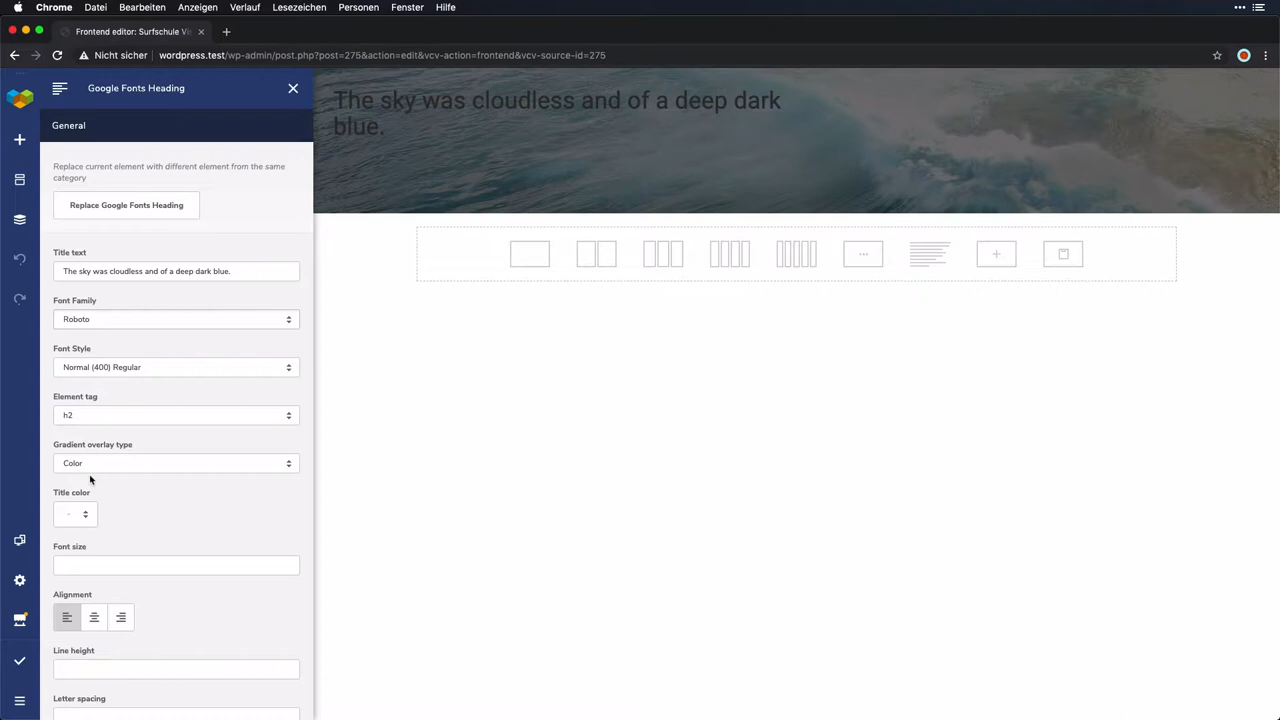 Chrome Datei Bearbeiten Anzeigen Verlauf Lesezeichen Personen Fenster Hilfe
Frontend editor: Surfschule
Nicht sicher wordpress.test/wp-admin/post.php?post=275&action=edit&vcv-action=frontend&vcv-source-id=275
Google Fonts Heading
General
Replace current element with different element from the same
category
Replace Google Fonts Heading
Title text
The sky was cloudless and of a deep dark blue.
Font Family
Roboto
Font Style
Normal (400) Regular
Element tag
h2
Gradient overlay type
Color
Title color
Font size
Alignment
Line height
Letter spacing
The sky was cloudless and of a deep dark
blue.